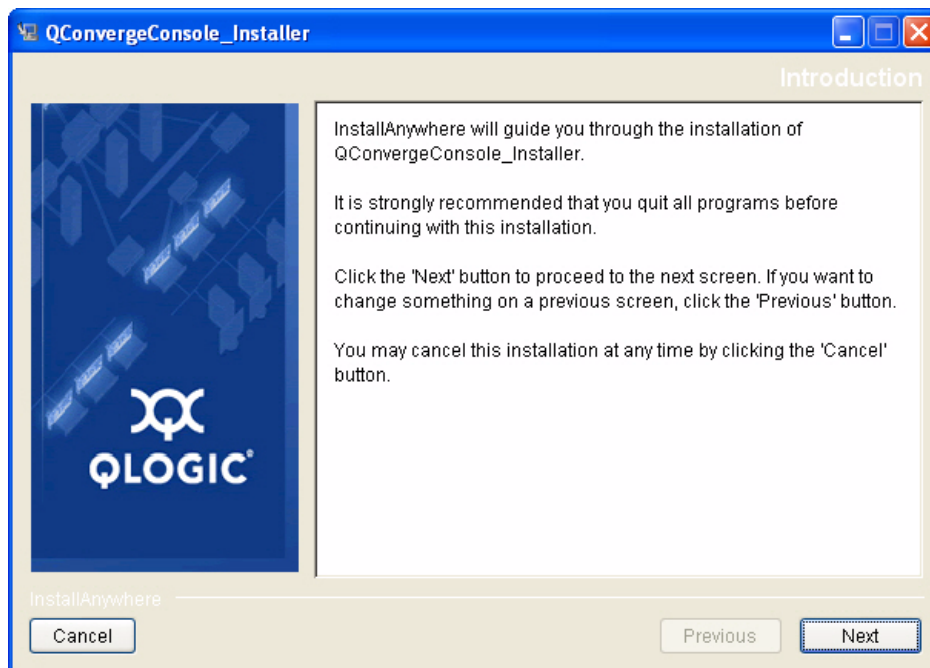 QConvergeConsole_Installer
Introduction
InstallAnywhere will guide you through the installation of
QConvergeConsole_Installer.
It is strongly recommended that you quit all programs before
continuing with this installation.
Click the 'Next' button to proceed to the next screen. If you want to
change something on a previous screen, click the 'Previous' button.
You may cancel this installation at any time by clicking the 'Cancel'
button.
QLOGIC®
InstallAnywhere
Cancel
Previous
Next